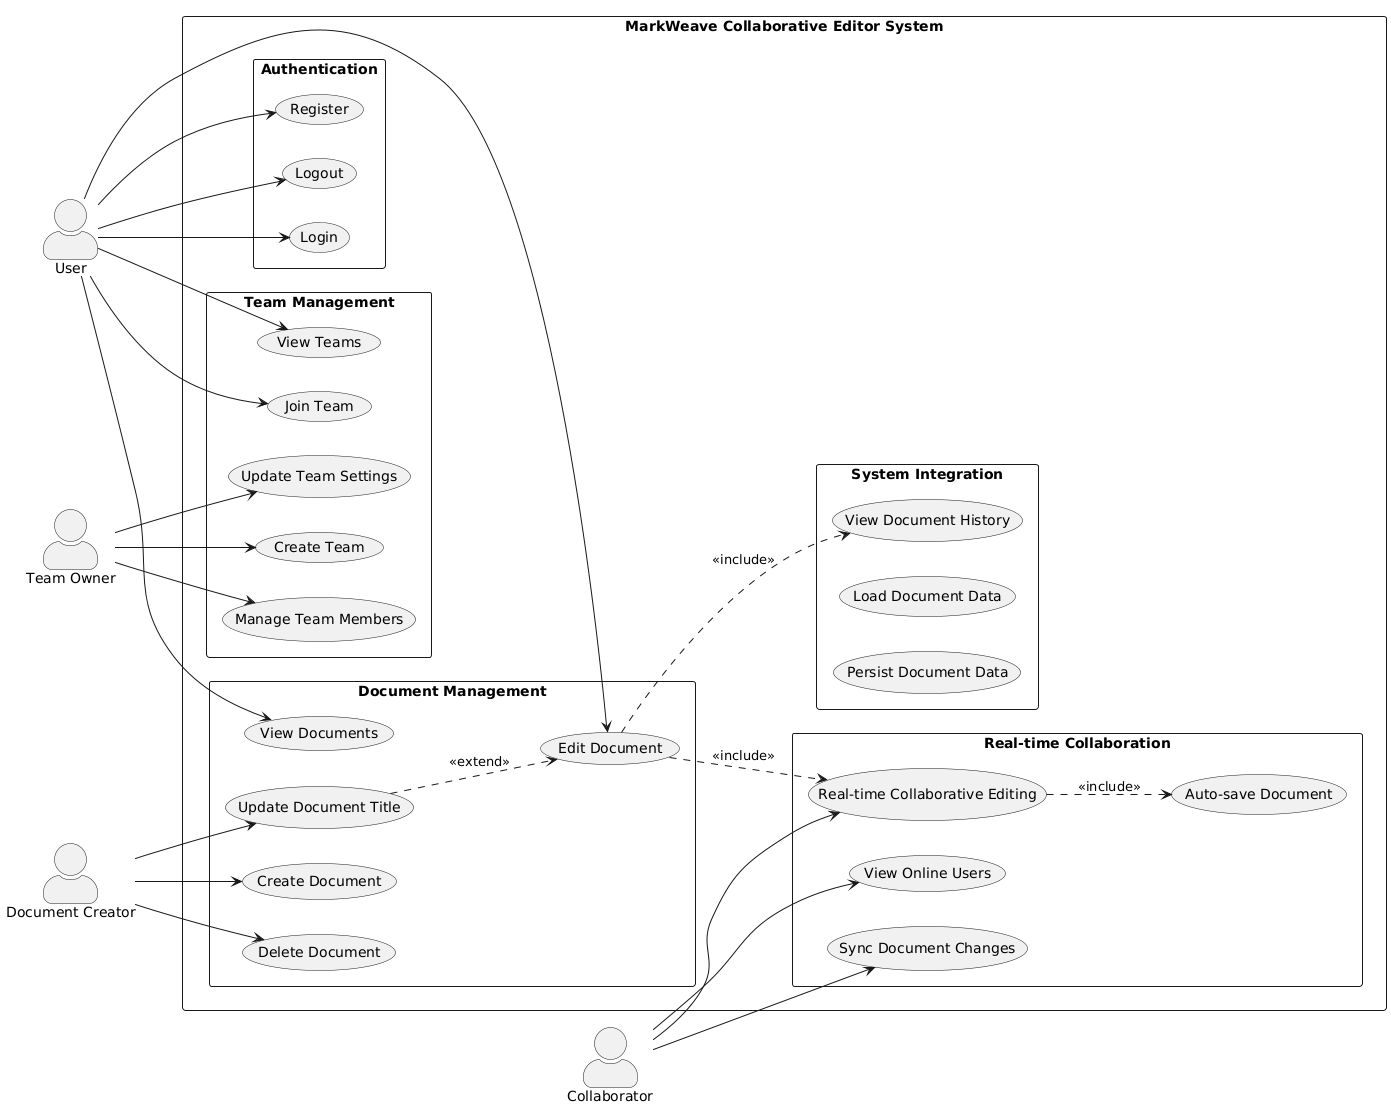 MarkWeave Collaborative Editor System
Authentication
Register
Logout
Login
User
Team Management
View Teams
Join Team
Update Team Settings
Create Team
Manage Team Members
Team Owner
System Integration
View Document History
Load Document Data
Persist Document Data
«include»
Document Management
View Documents
Edit Document
«extend»
Update Document Title
Create Document
Delete Document
Document Creator
«include»
Real-time Collaboration
Real-time Collaborative Editing
«include»
Auto-save Document
View Online Users
Sync Document Changes
Collaborator